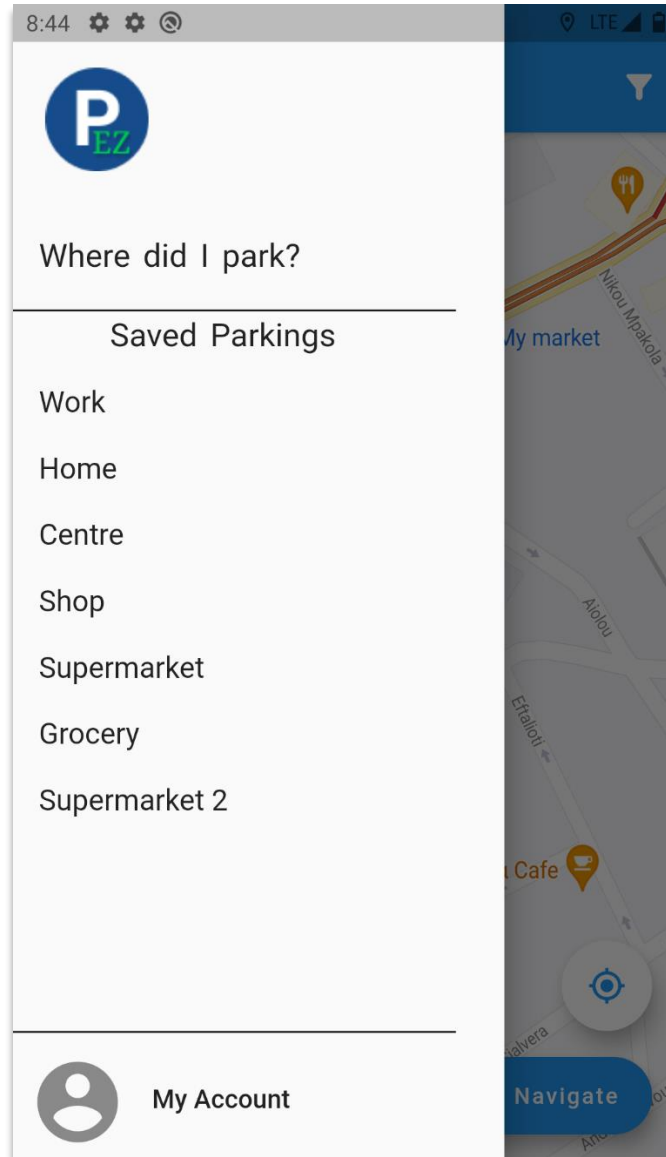 8:44
LTE
P
EZ
Where did I park?
Saved Parkings
Work
Home
Centre
Shop
Supermarket
Grocery
Supermarket 2
My Account
Nikou Mpakola
My market
Aiolou
Eftalioti
Cafe
Navigate